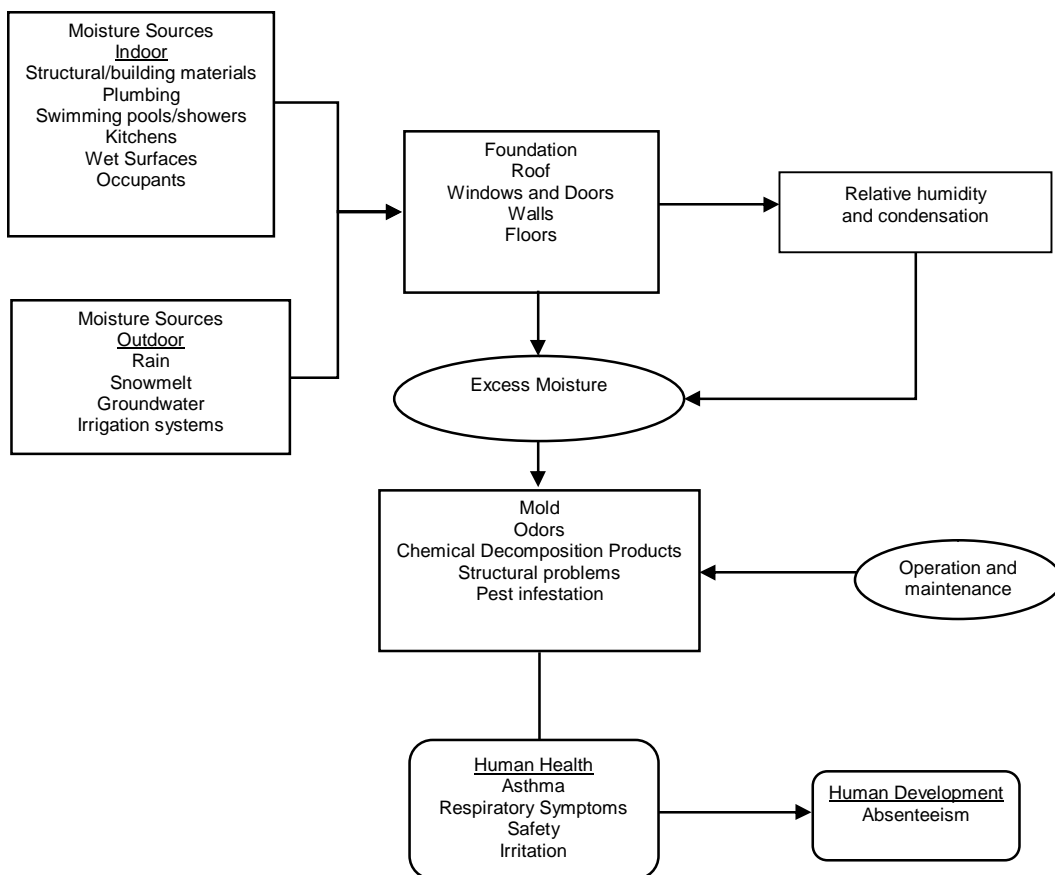 Moisture Sources
Indoor
Structural/building materials
Plumbing
Swimming pools/showers
Kitchens
Wet Surfaces
Occupants
Foundation
Roof
Windows and Doors
Walls
Floors
Relative humidity
and condensation
Moisture Sources
Outdoor
Rain
Snowmelt
Groundwater
Irrigation systems
Excess Moisture
Mold
Odors
Chemical Decomposition Products
Structural problems
Pest infestation
Operation and
maintenance
Human Health
Asthma
Respiratory Symptoms
Safety
Irritation
Human Development
Absenteeism